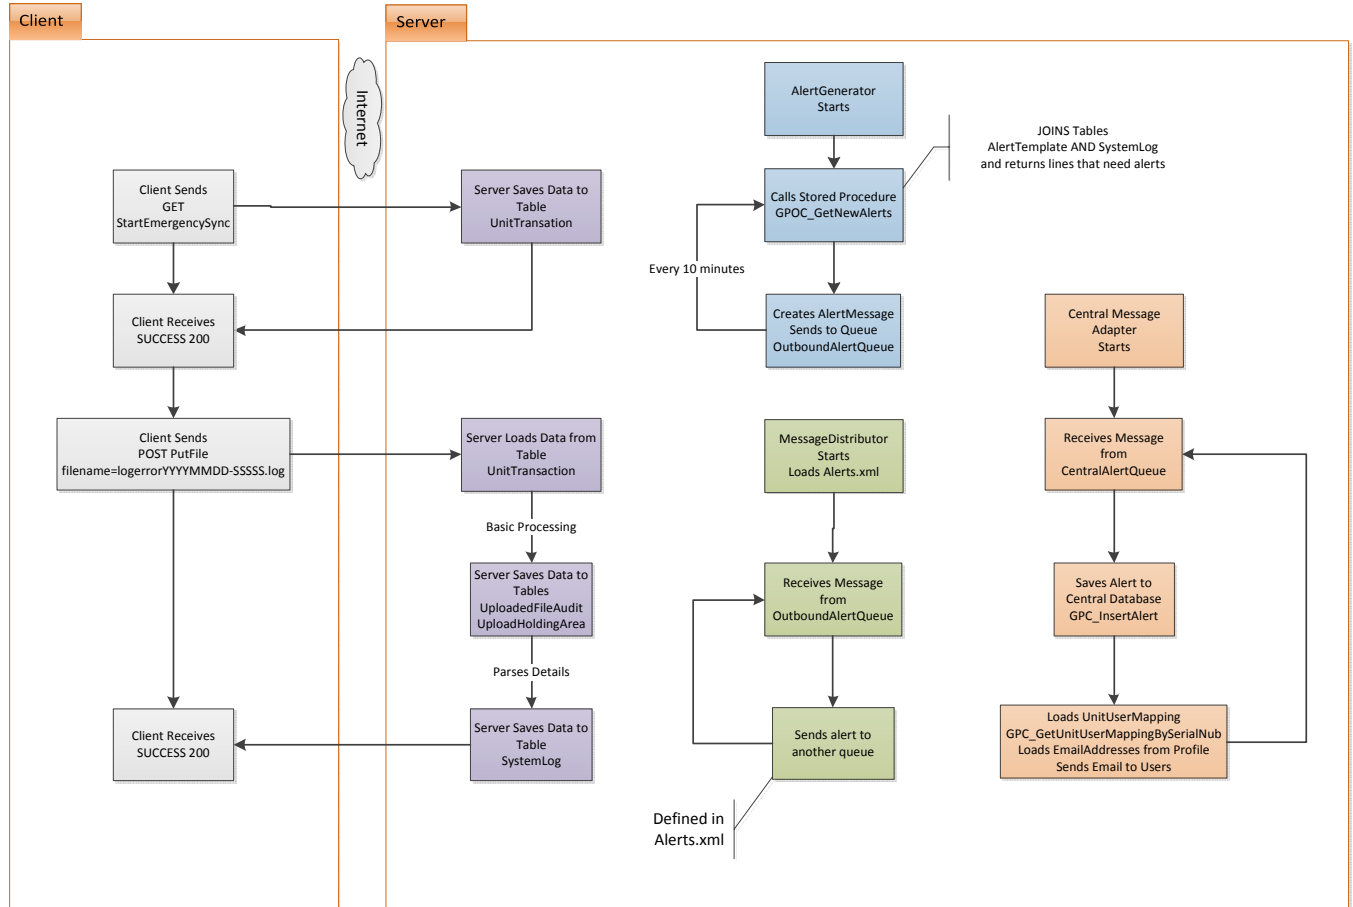 Client
Server
Internet
Client Sends
GET
StartEmergencySync
Server Saves Data to
Table
UnitTransation
Client Receives
SUCCESS 200
Client Sends
POST PutFile
filename=logerrorYYYYMMDD-SSSSS.log
Server Loads Data from
Table
UnitTransaction
Basic Processing
Server Saves Data to
Tables
UploadedFileAudit
UploadHoldingArea
Parses Details
Server Saves Data to
Table
SystemLog
Client Receives
SUCCESS 200
AlertGenerator
Starts
JOINS Tables
AlertTemplate AND SystemLog
and returns lines that need alerts
Calls Stored Procedure
GPOC_GetNewAlerts
Every 10 minutes
Creates AlertMessage
Sends to Queue
OutboundAlertQueue
MessageDistributor
Starts
Loads Alerts.xml
Receives Message
from
OutboundAlertQueue
Sends alert to
another queue
Defined in
Alerts.xml
Central Message
Adapter
Starts
Receives Message
from
CentralAlertQueue
Saves Alert to
Central Database
GPC_InsertAlert
Loads UnitUserMapping
GPC_GetUnitUserMappingBySerialNub
Loads EmailAddresses from Profile
Sends Email to Users